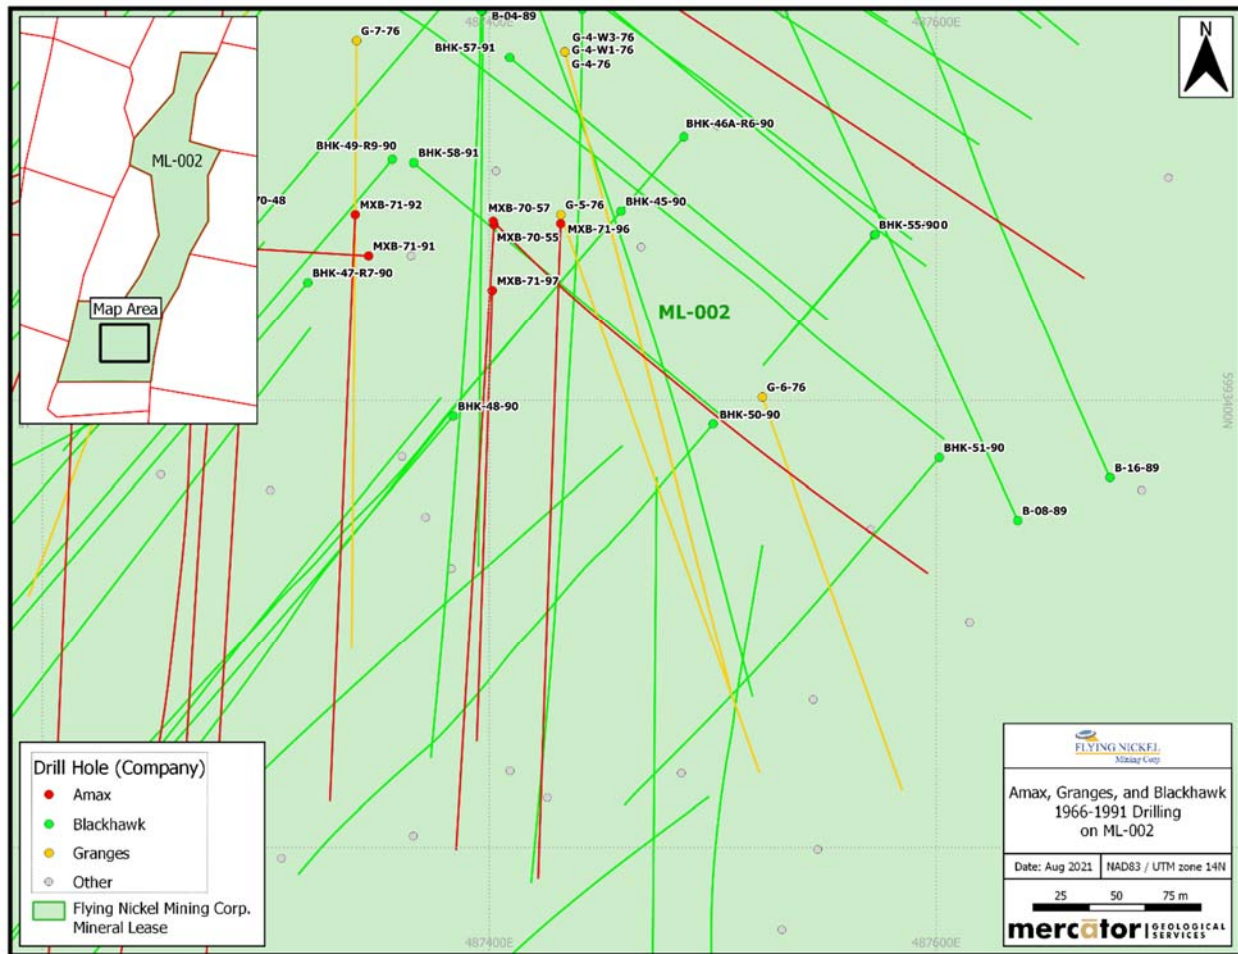 487400E
487600E
B-04-89
G-7-76
G-4-W3-76
BHK-57-91
G-4-W1-76
G-4-76
N
BHK-46A-R6-90
ML-002
BHK-49-R9-90
BHK-58-91
70-48
MXB-71-92
MXB-70-57
G-5-76
BHK-45-90
MXB-70-55
MXB-71-96
BHK-55-900
MXB-71-91
BHK-47-R7-90
MXB-71-97
Map Area
ML-002
G-6-76
5993400N
BHK-48-90
BHK-50-90
BHK-51-90
B-16-89
B-08-89
Drill Hole (Company)
Amax
Blackhawk
Granges
Other
Flying Nickel Mining Corp.
Mineral Lease
FLYING NICKEL
Mining Corp.
Amax, Granges, and Blackhawk
1966-1991 Drilling
on ML-002
Date: Aug 2021
NAD83 / UTM zone 14N
25 50 75 m
mercator | GEOLOGICAL
SERVICES
487400E
487600E